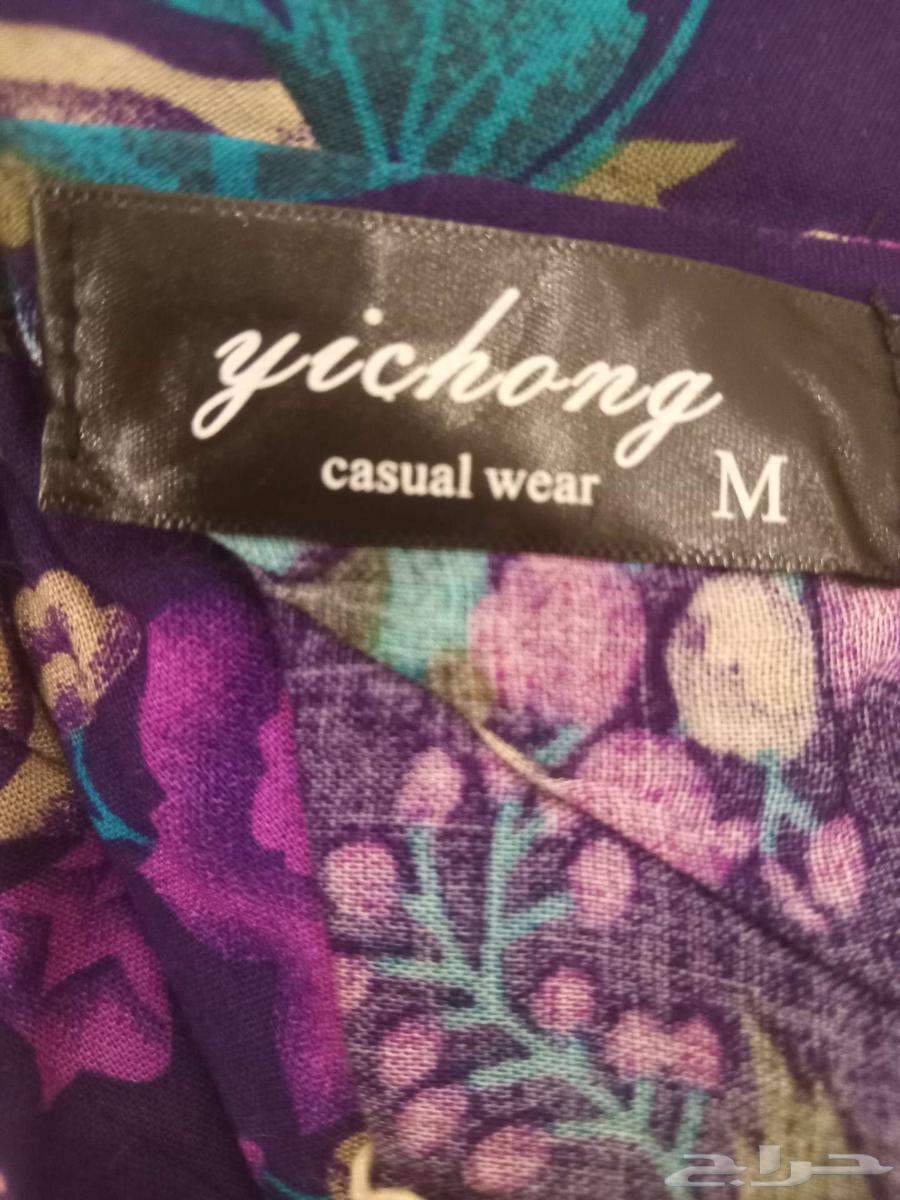 yichong
casual wear M
حراج